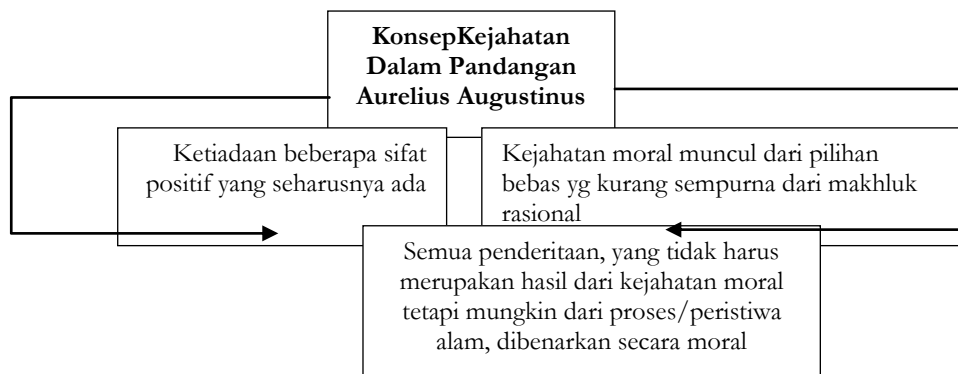 KonsepKejahatan
Dalam Pandangan
Aurelius Augustinus
Ketiadaan beberapa sifat
positif yang seharusnya ada
Kejahatan moral muncul dari pilihan
bebas yg kurang sempurna dari makhluk
rasional
Semua penderitaan, yang tidak harus
merupakan hasil dari kejahatan moral
tetapi mungkin dari proses/peristiwa
alam, dibenarkan secara moral